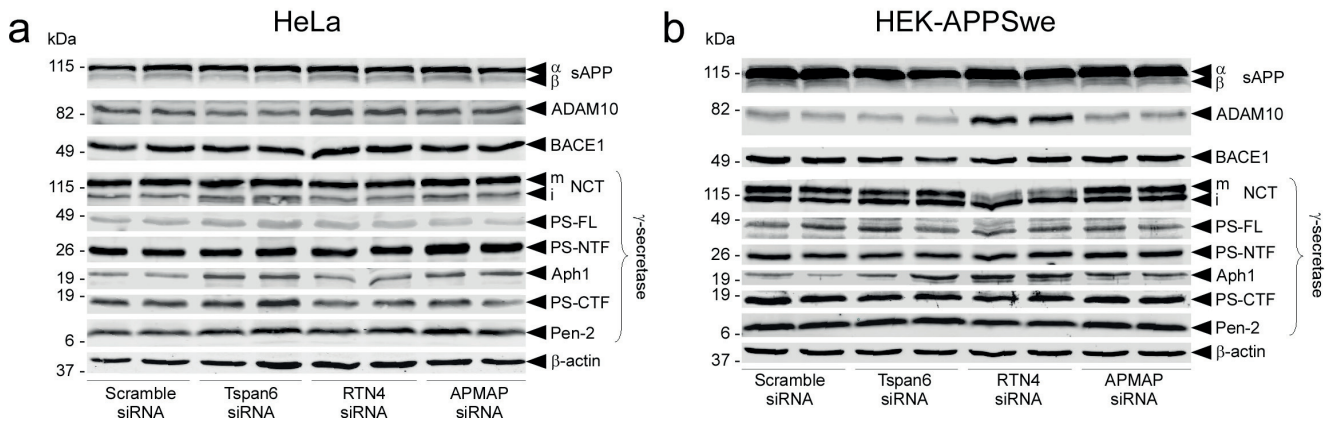 a
HeLa
kDa
115
α
β
sAPP
82
ADAM10
49
BACE1
115
m
i
NCT
49
PS-FL
26
PS-NTF
19
Aph1
19
PS-CTF
6
Pen-2
37
β-actin
γ-secretase
Scramble
siRNA
Tspan6
siRNA
RTN4
siRNA
APMAP
siRNA
b
HEK-APPSwe
kDa
115
α
β
sAPP
82
ADAM10
49
BACE1
115
m
i
NCT
49
PS-FL
26
PS-NTF
19
Aph1
19
PS-CTF
6
Pen-2
37
β-actin
γ-secretase
Scramble
siRNA
Tspan6
siRNA
RTN4
siRNA
APMAP
siRNA